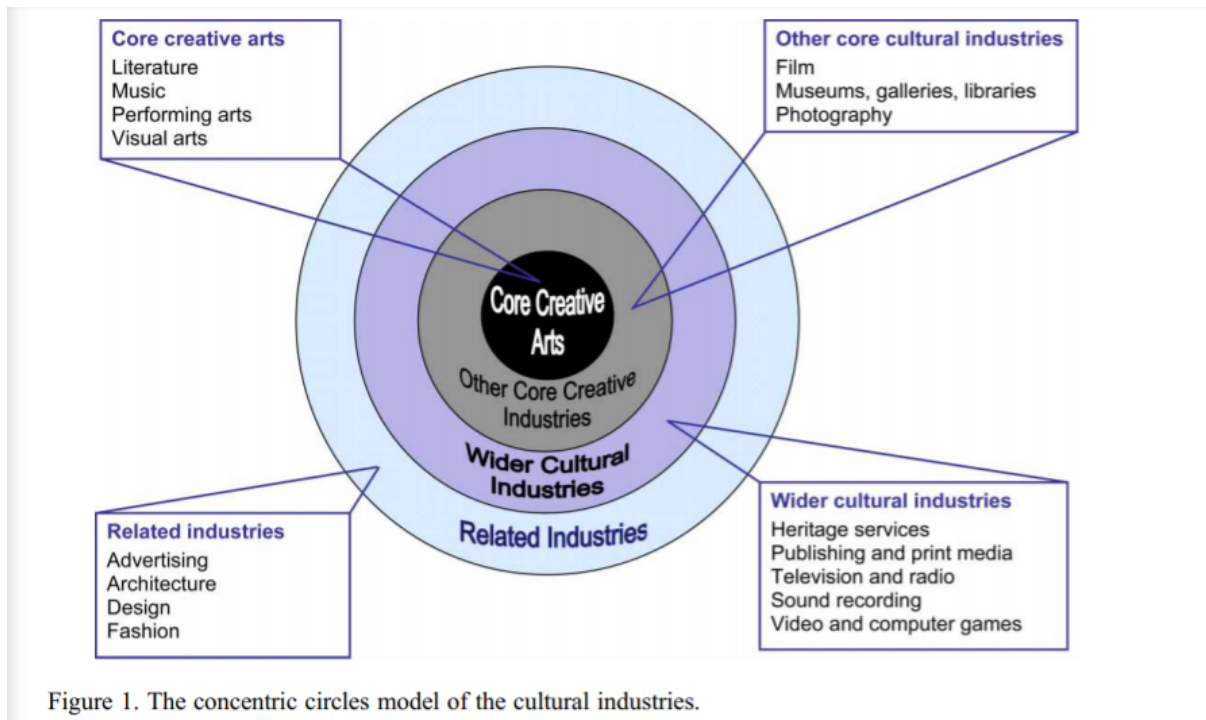 Core creative arts
Literature
Music
Performing arts
Visual arts
Other core cultural industries
Film
Museums, galleries, libraries
Photography
Core Creative
Arts
Other Core Creative
Industries
Wider Cultural
Industries
Related Industries
Related industries
Advertising
Architecture
Design
Fashion
Wider cultural industries
Heritage services
Publishing and print media
Television and radio
Sound recording
Video and computer games
Figure 1. The concentric circles model of the cultural industries.